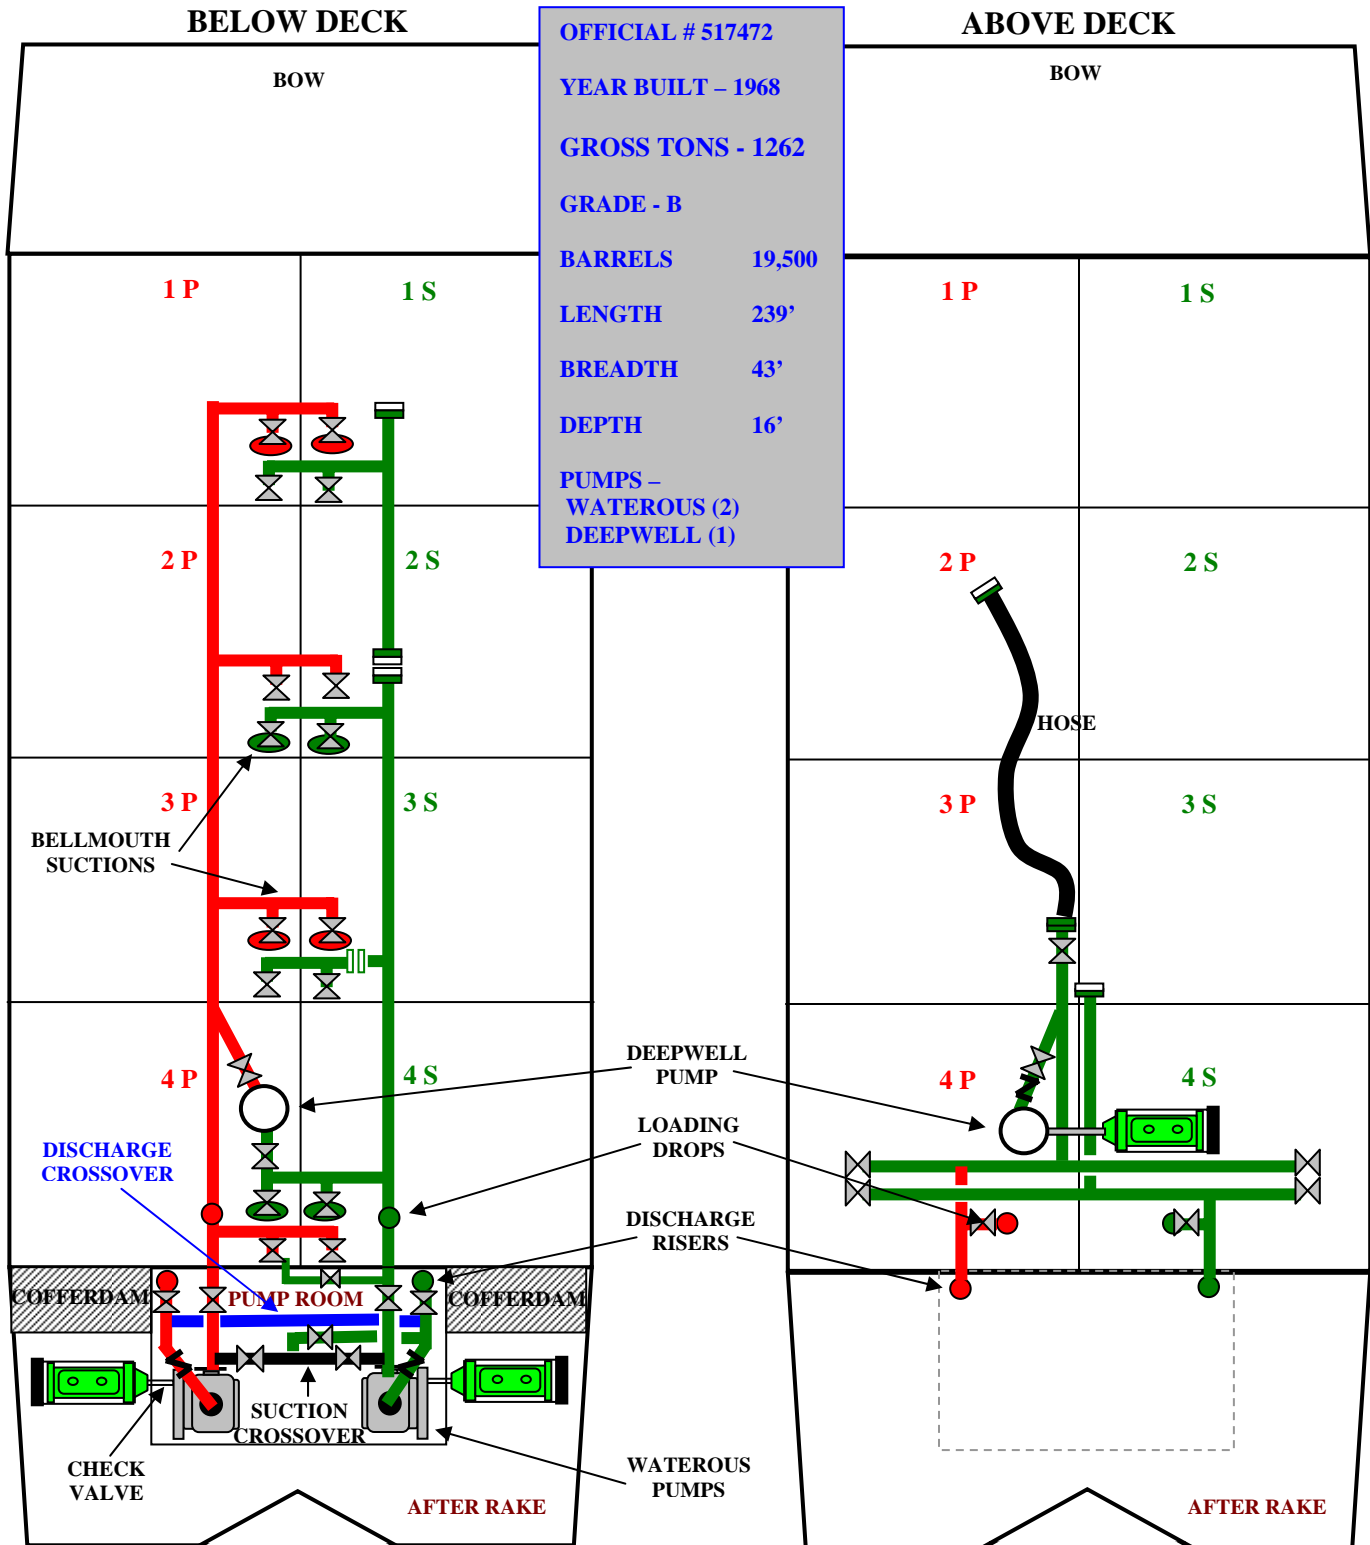 BELOW DECK
ABOVE DECK
BOW
BOW
OFFICIAL # 517472
YEAR BUILT – 1968
GROSS TONS - 1262
GRADE - B
BARRELS 19,500
LENGTH 239’
BREADTH 43’
DEPTH 16’
PUMPS –
WATEROUS (2)
DEEPWELL (1)
1 P
1 S
2 P
2 S
3 P
3 S
BELLMOUTH
SUCTIONS
4 P
4 S
DISCHARGE
CROSSOVER
COFFERDAM
PUMP ROOM
COFFERDAM
SUCTION
CROSSOVER
CHECK
VALVE
AFTER RAKE
DEEPWELL
PUMP
LOADING
DROPS
DISCHARGE
RISERS
WATEROUS
PUMPS
1 P
1 S
2 P
2 S
HOSE
3 P
3 S
4 P
4 S
AFTER RAKE